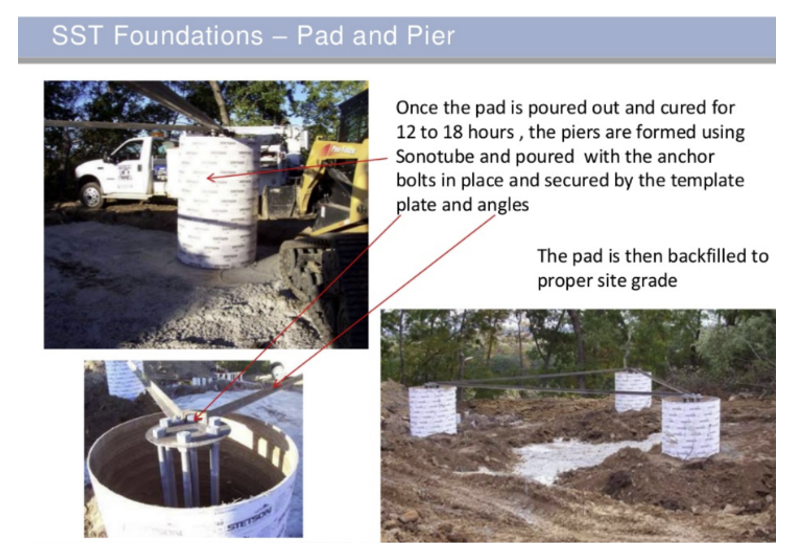 SST Foundations – Pad and Pier
Once the pad is poured out and cured for
12 to 18 hours , the piers are formed using
Sonotube and poured with the anchor
bolts in place and secured by the template
plate and angles
The pad is then backfilled to
proper site grade
STETSON